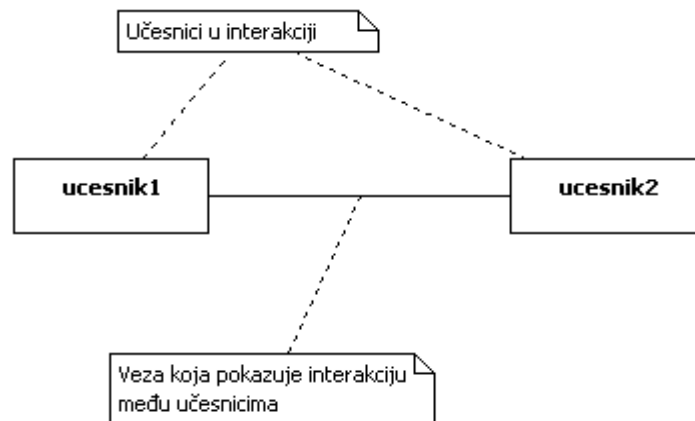 Učesnici u interakciji
ucesnik1
ucesnik2
Veza koja pokazuje interakciju
među učesnicima